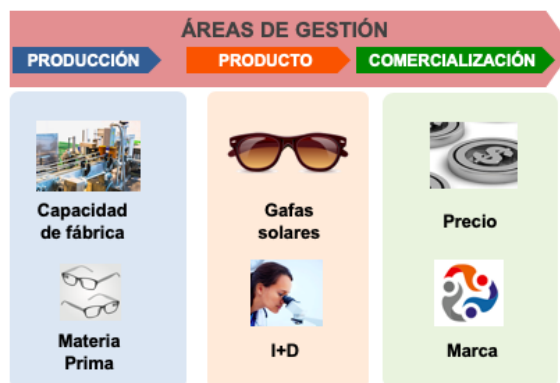 ÁREAS DE GESTIÓN
PRODUCCIÓN
PRODUCTO
COMERCIALIZACIÓN
Capacidad
de fábrica
Gafas
solares
Precio
Materia
Prima
I+D
Marca